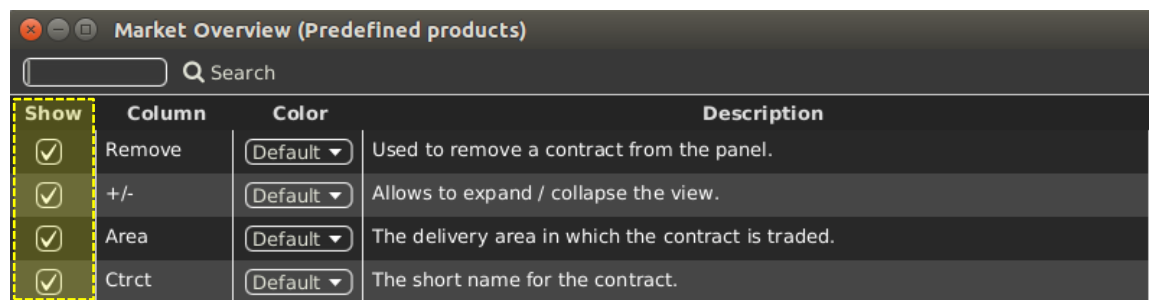 Market Overview (Predefined products)
Search
Show Column Color Description
Remove Default Used to remove a contract from the panel.
+/- Default Allows to expand / collapse the view.
Area Default The delivery area in which the contract is traded.
Ctrct Default The short name for the contract.